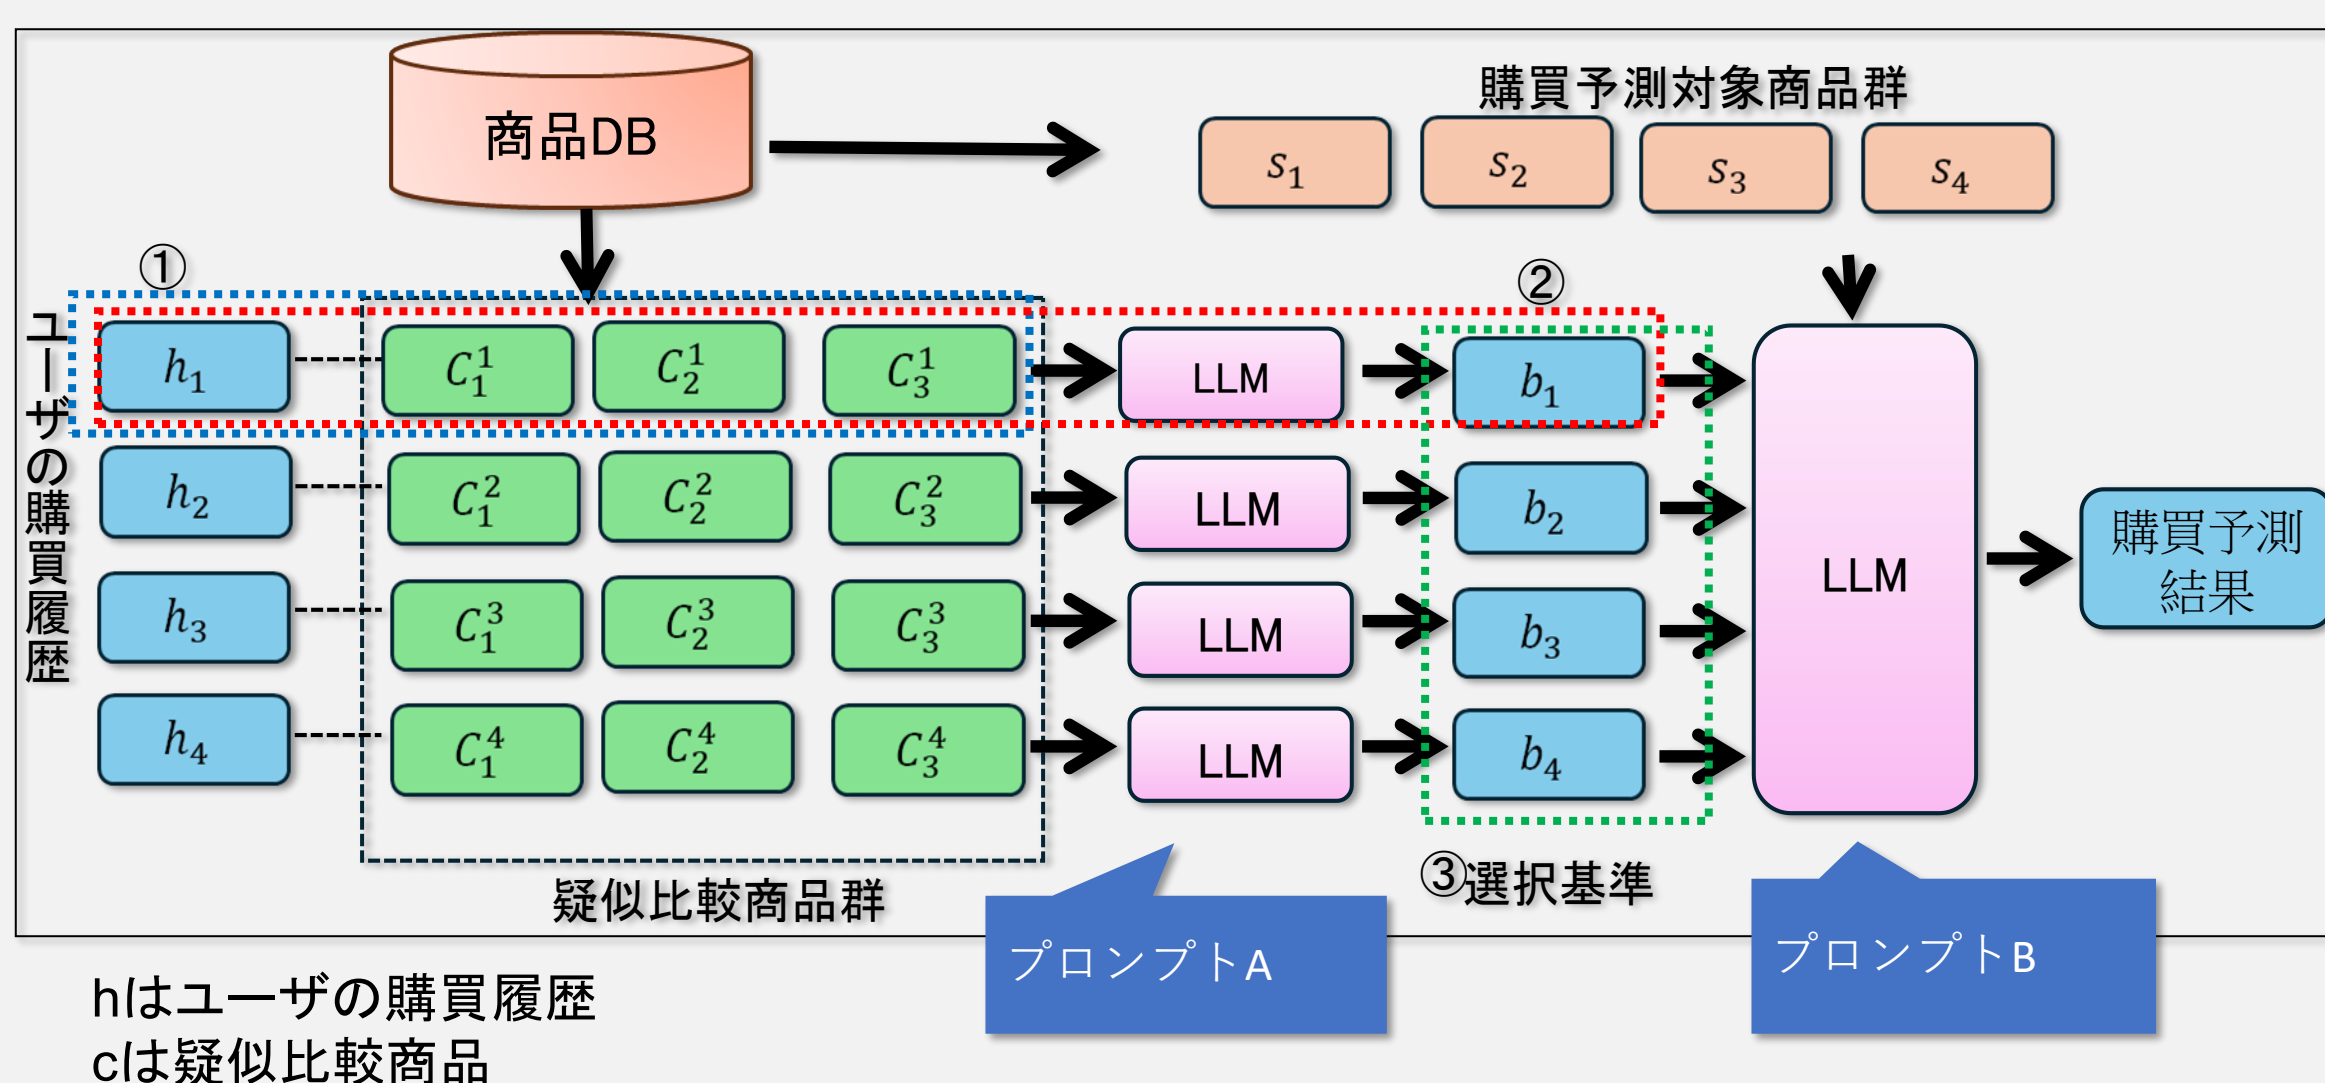 商品DB
購買予測対象商品群
s₁ s₂ s₃ s₄
① ②
ユーザの購買履歴
h₁ C₁¹ C₂¹ C₃¹ LLM b₁
h₂ C₁² C₂² C₃² LLM b₂
h₃ C₁³ C₂³ C₃³ LLM b₃
h₄ C₁⁴ C₂⁴ C₃⁴ LLM b₄
LLM
購買予測
結果
疑似比較商品群
③選択基準
プロンプトA
プロンプトB
hはユーザの購買履歴
cは疑似比較商品